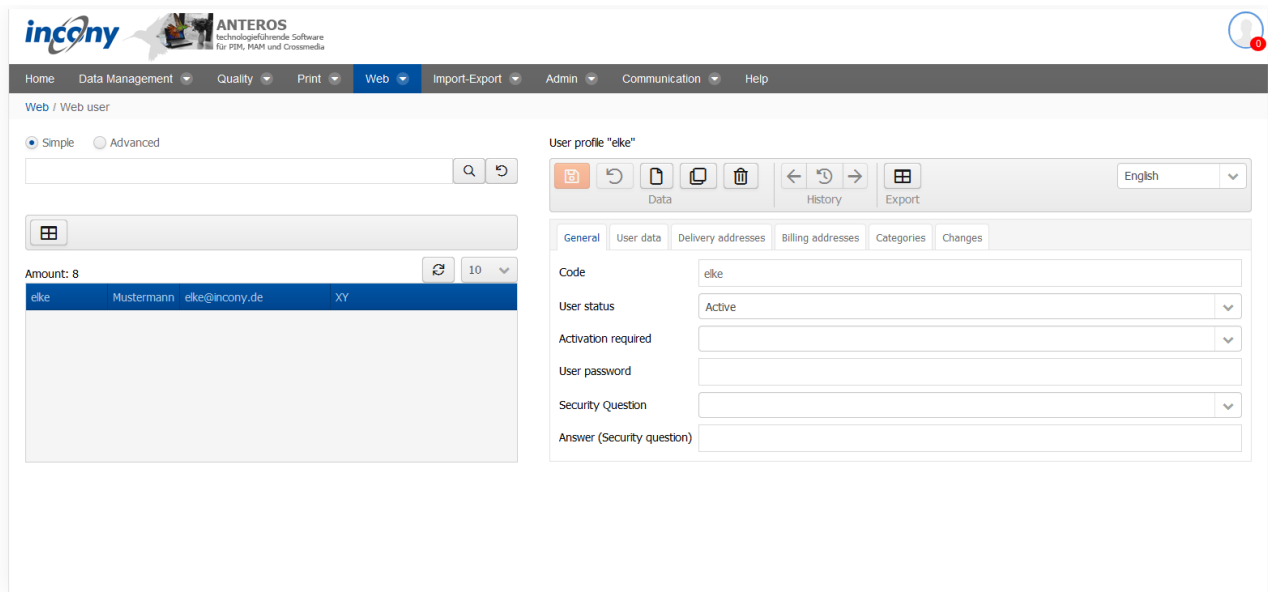 incony
ANTEROS
technologieführende Software
für PIM, MAM und Crossmedia
0
Home Data Management Quality Print Web Import-Export Admin Communication Help
Web / Web user
Simple Advanced
User profile "elke"
English
Data History Export
General User data Delivery addresses Billing addresses Categories Changes
Amount: 8
10
elke Mustermann elke@incony.de XY
Code elke
User status Active
Activation required
User password
Security Question
Answer (Security question)